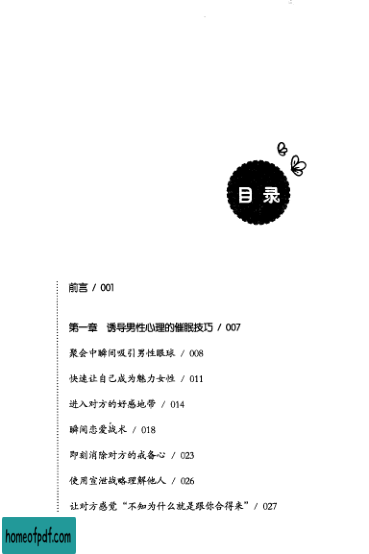 目 录
前言 / 001
第一章 诱导男性心理的催眠技巧 / 007
聚会中瞬间吸引男性眼球 / 008
快速让自己成为魅力女性 / 011
进入对方的好感地带 / 014
瞬间恋爱战术 / 018
即刻消除对方的戒备心 / 023
使用宣泄战略理解他人 / 026
让对方感觉“不知为什么就是跟你合得来” / 027
homeofpdf.com